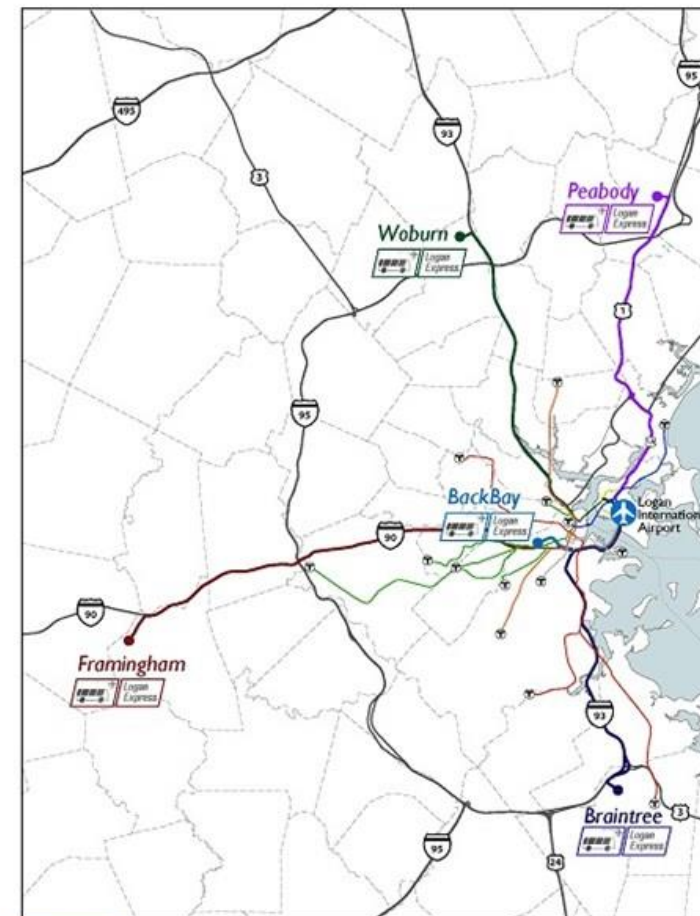 95
495
93
3
Peabody
Logan
Express
Woburn
Logan
Express
1
95
BackBay
Logan
Express
Logan
Internation
Airport
90
90
Framingham
Logan
Express
93
Braintree
3
Logan
Express
95
24